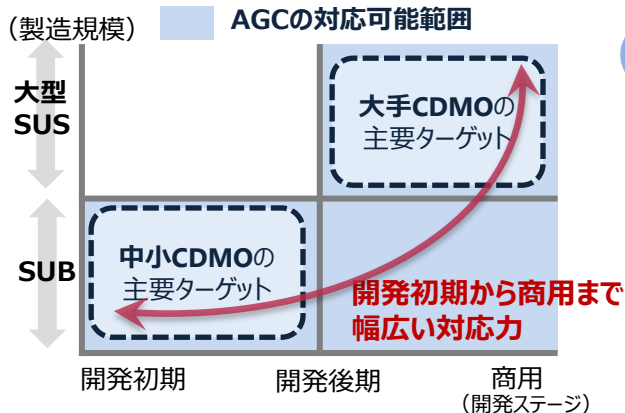 (製造規模)
AGCの対応可能範囲
大型
SUS
大手CDMOの
主要ターゲット
SUB
中小CDMOの
主要ターゲット
開発初期から商用まで
幅広い対応力
開発初期
開発後期
商用
(開発ステージ)